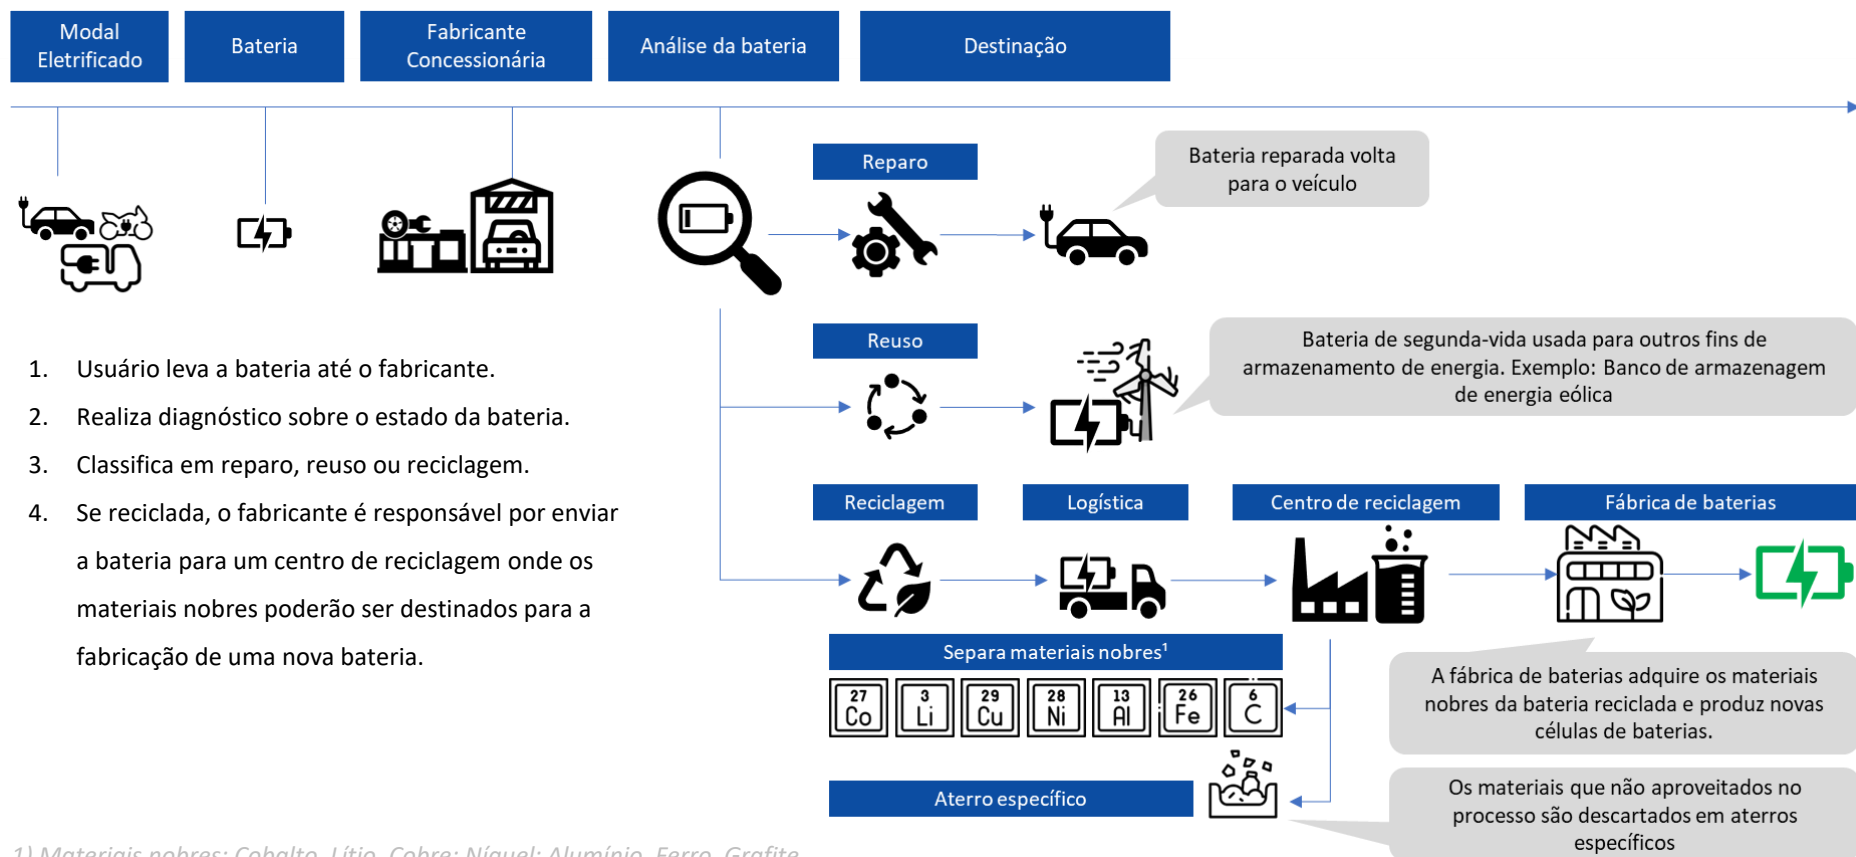 Modal
Eletrificado
Bateria
Fabricante
Concessionária
Análise da bateria
Destinação
Reparo
Bateria reparada volta
para o veículo
Reuso
Bateria de segunda-vida usada para outros fins de
armazenamento de energia. Exemplo: Banco de armazenagem
de energia eólica
1. Usuário leva a bateria até o fabricante.
2. Realiza diagnóstico sobre o estado da bateria.
3. Classifica em reparo, reuso ou reciclagem.
4. Se reciclada, o fabricante é responsável por enviar
a bateria para um centro de reciclagem onde os
materiais nobres poderão ser destinados para a
fabricação de uma nova bateria.
Reciclagem
Logística
Centro de reciclagem
Fábrica de baterias
Separa materiais nobres¹
27
Co
3
Li
29
Cu
28
Ni
13
Al
26
Fe
6
C
A fábrica de baterias adquire os materiais
nobres da bateria reciclada e produz novas
células de baterias.
Aterro específico
Os materiais que não aproveitados no
processo são descartados em aterros
específicos
1) Materiais nobres: Cobalto, Lítio, Cobre; Níquel; Alumínio, Ferro, Grafite